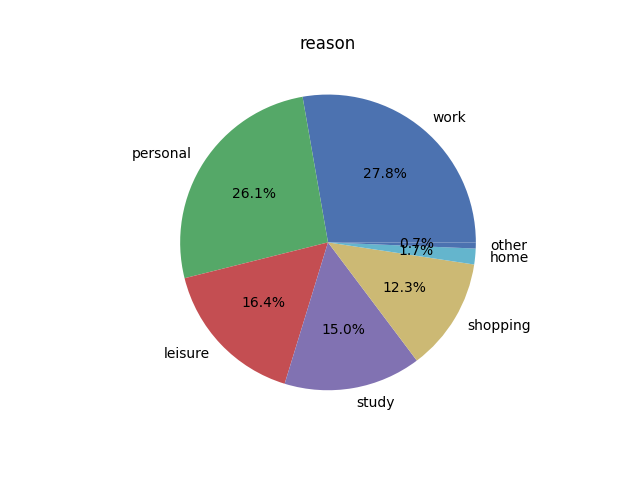 reason
work
27.8%
personal
26.1%
leisure
16.4%
study
15.0%
shopping
12.3%
home
1.7%
other
0.7%